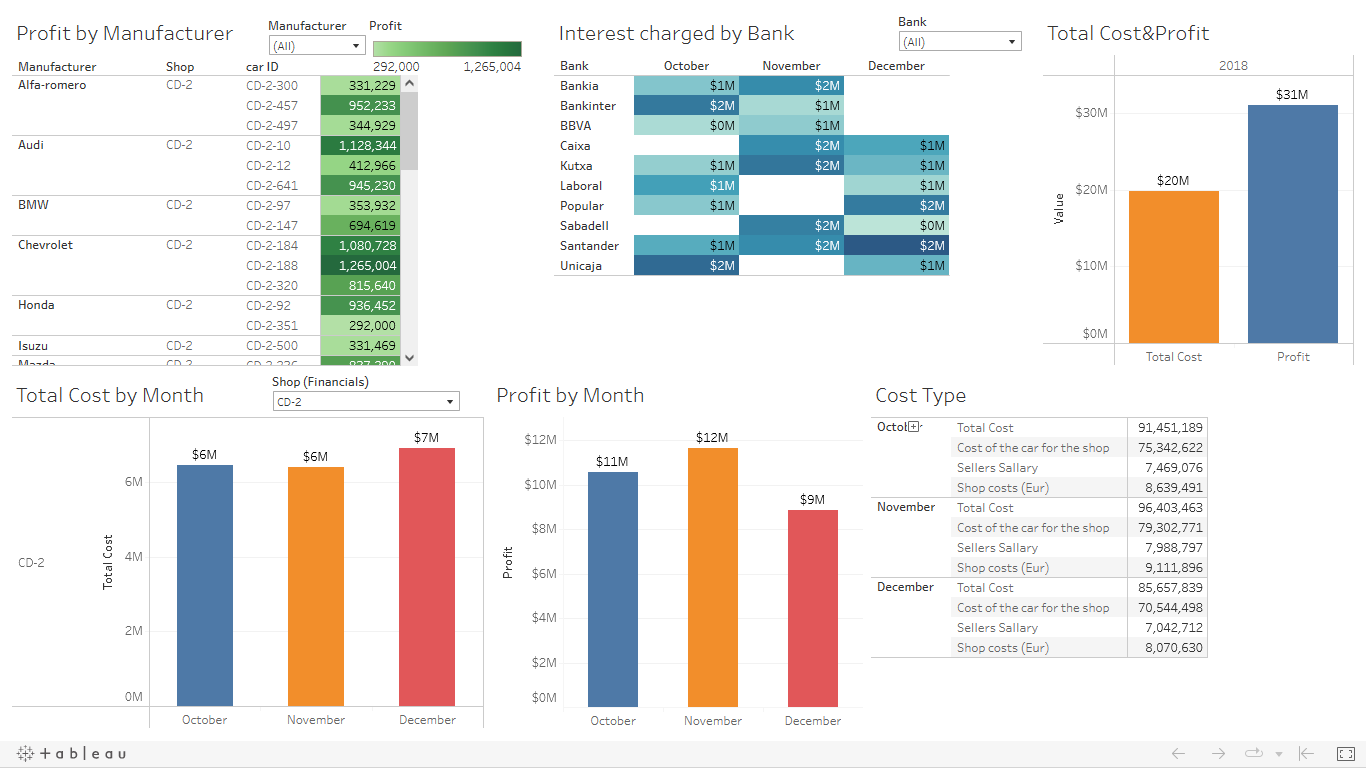 Profit by Manufacturer
Manufacturer
(All)
Profit
292,000 1,265,004
Manufacturer Shop car ID
Alfa-romero CD-2 CD-2-300 331,229
CD-2-457 952,233
CD-2-497 344,929
Audi CD-2 CD-2-10 1,128,344
CD-2-12 412,966
CD-2-641 945,230
BMW CD-2 CD-2-97 353,932
CD-2-147 694,619
Chevrolet CD-2 CD-2-184 1,080,728
CD-2-188 1,265,004
CD-2-320 815,640
Honda CD-2 CD-2-92 936,452
CD-2-351 292,000
Isuzu CD-2 CD-2-500 331,469
Mazda CD-2
Interest charged by Bank
Bank
(All)
Bank October November December
Bankia $1M $2M
Bankinter $2M $1M
BBVA $0M $1M
Caixa $2M $1M
Kutxa $1M $2M $1M
Laboral $1M $1M
Popular $1M $2M
Sabadell $2M $0M
Santander $1M $2M $2M
Unicaja $2M $1M
Total Cost&Profit
2018
$31M
$30M
$20M
$20M
Value
$10M
$0M
Total Cost Profit
Total Cost by Month
Shop (Financials)
CD-2
$7M
$6M $6M
6M
4M
2M
0M
Total Cost
CD-2
October November December
Profit by Month
$12M
$11M
$9M
$12M
$10M
$8M
$6M
$4M
$2M
$0M
Profit
October November December
Cost Type
Octob Total Cost 91,451,189
Cost of the car for the shop 75,342,622
Sellers Sallary 7,469,076
Shop costs (Eur) 8,639,491
November Total Cost 96,403,463
Cost of the car for the shop 79,302,771
Sellers Sallary 7,988,797
Shop costs (Eur) 9,111,896
December Total Cost 85,657,839
Cost of the car for the shop 70,544,498
Sellers Sallary 7,042,712
Shop costs (Eur) 8,070,630
+ a b l e a u